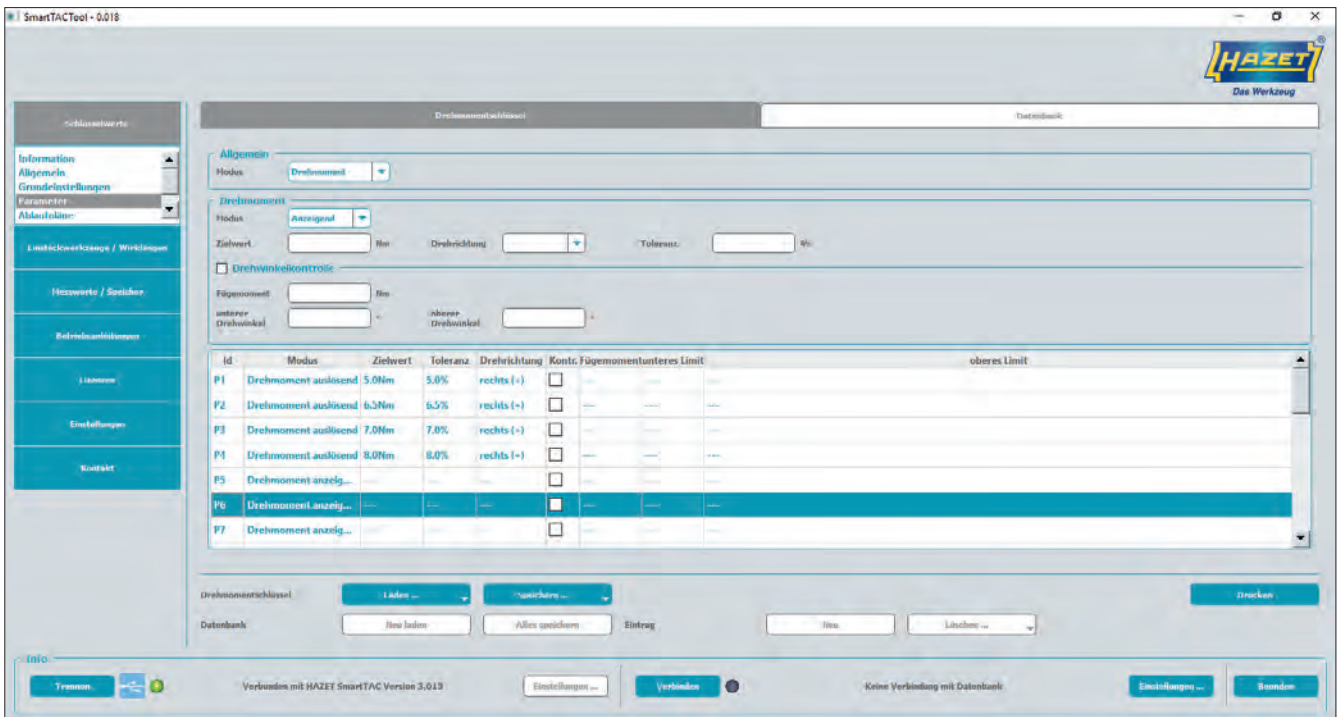 SmartTACTool - 0.018
HAZET®
Das Werkzeug
Schlüsselwerte
Drehmomentschlüssel
Datenbank
Information
Allgemein
Grundeinstellungen
Parameter
Ablaufpläne
Einsteckwerkzeuge / Wirklängen
Messwerte / Speicher
Betriebsanleitungen
Lizenzen
Einstellungen
Kontakt
Allgemein
Modus Drehmoment
Drehmoment
Modus Anzeigend
Zielwert Nm Drehrichtung Toleranz %
Drehwinkelkontrolle
Fügemoment Nm
unterer Drehwinkel ° oberer Drehwinkel °
Id Modus Zielwert Toleranz Drehrichtung Kontr. Fügemoment unteres Limit oberes Limit
P1 Drehmoment auslösend 5.0Nm 5.0% rechts (+) --- --- ---
P2 Drehmoment auslösend 6.5Nm 6.5% rechts (+) --- --- ---
P3 Drehmoment auslösend 7.0Nm 7.0% rechts (+) --- --- ---
P4 Drehmoment auslösend 8.0Nm 8.0% rechts (+) --- --- ---
P5 Drehmoment anzeig... --- --- --- --- --- ---
P6 Drehmoment anzeig... --- --- --- --- --- ---
P7 Drehmoment anzeig... --- --- --- --- --- ---
Drehmomentschlüssel Laden ... Speichern ... Drucken
Datenbank Neu laden Alles speichern Eintrag Neu Löschen ...
Info
Trennen Verbunden mit HAZET SmartTAC Version 3.013 Einstellungen ... Verbinden Keine Verbindung mit Datenbank Einstellungen ... Beenden